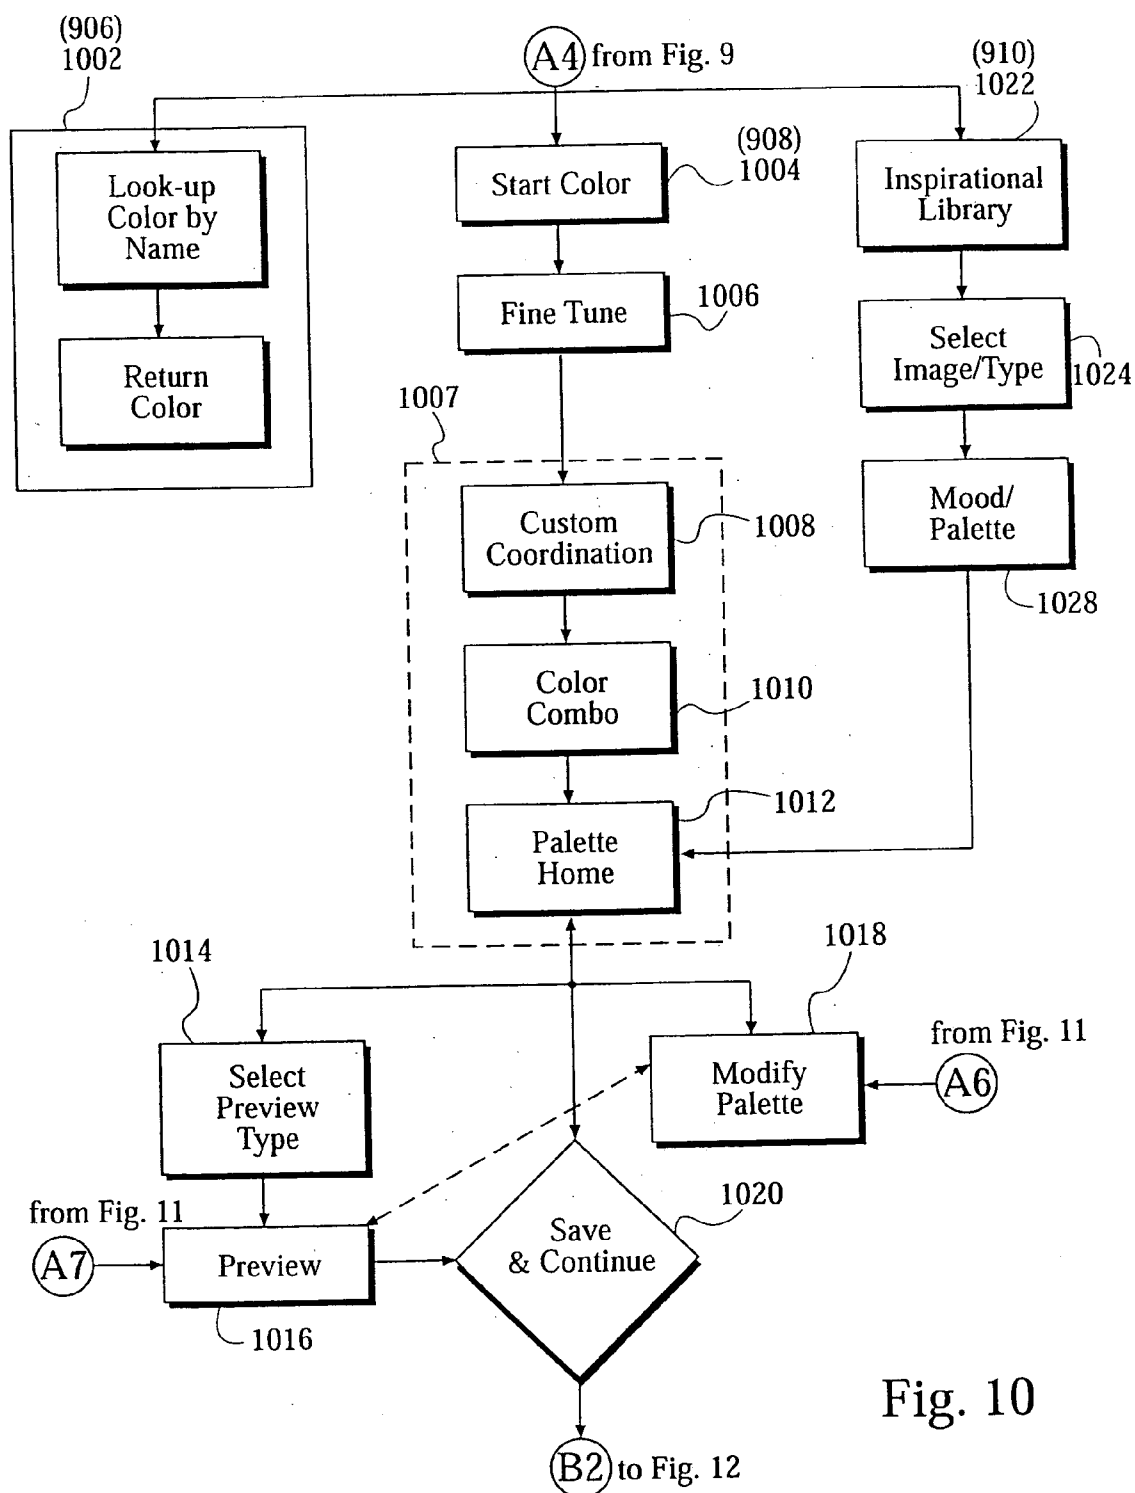 (906)
1002
A4 from Fig. 9
(910)
1022
Look-up
Color by
Name
Return
Color
Start Color
(908)
1004
Fine Tune
1006
Inspirational
Library
Select
Image/Type
1024
Mood/
Palette
1028
1007
Custom
Coordination
1008
Color
Combo
1010
Palette
Home
1012
1014
Select
Preview
Type
1018
Modify
Palette
from Fig. 11
A6
from Fig. 11
A7
Preview
1016
Save
& Continue
1020
B2 to Fig. 12
Fig. 10